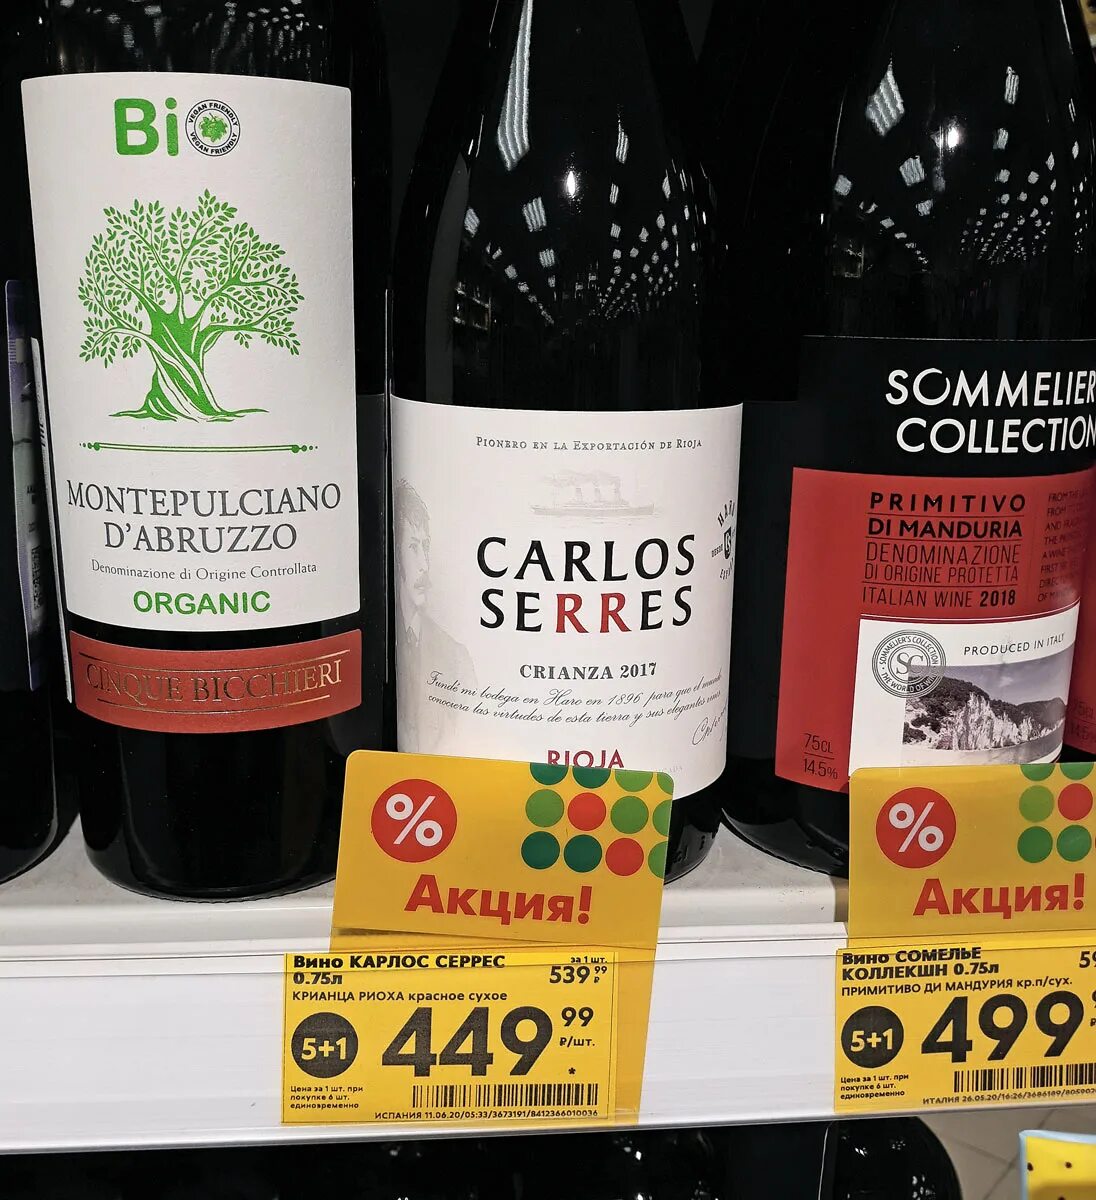 Bi
VEGAN FRIENDLY
VEGAN FRIENDLY
MONTEPULCIANO
D'ABRUZZO
Denominazione di Origine Controllata
ORGANIC
CINQUE BICCHIERI
PIONERO EN LA EXPORTACIÓN DE RIOJA
CARLOS
SERRES
CRIANZA 2017
Fundé mi bodega en Haro en 1896 para que el mundo
conociera las virtudes de esta tierra y sus elegantes vinos
RIOJA
SOMMELIER
COLLECTION
PRIMITIVO
DI MANDURIA
DENOMINAZIONE
DI ORIGINE PROTETTA
ITALIAN WINE 2018
SOMMELIER'S COLLECTION
SC
PRODUCED IN ITALY
75CL
14.5%
%
Акция!
%
Акция!
Вино КАРЛОС СЕРРЕС
0.75л
за 1 шт.
539 99 ₽
КРИАНЦА РИОХА красное сухое
5+1
449 99
₽/шт.
*
Цена за 1 шт. при
покупке 6 шт.
единовременно
ИСПАНИЯ 11.06.20/05:33/3673191/8412366010036
Вино СОМЕЛЬЕ
КОЛЛЕКШН 0.75л
ПРИМИТИВО ДИ МАНДУРИЯ кр.п/сух.
5+1
499
Цена за 1 шт. при
покупке 6 шт.
единовременно
ИТАЛИЯ 26.05.20/16:26/3686189/805902